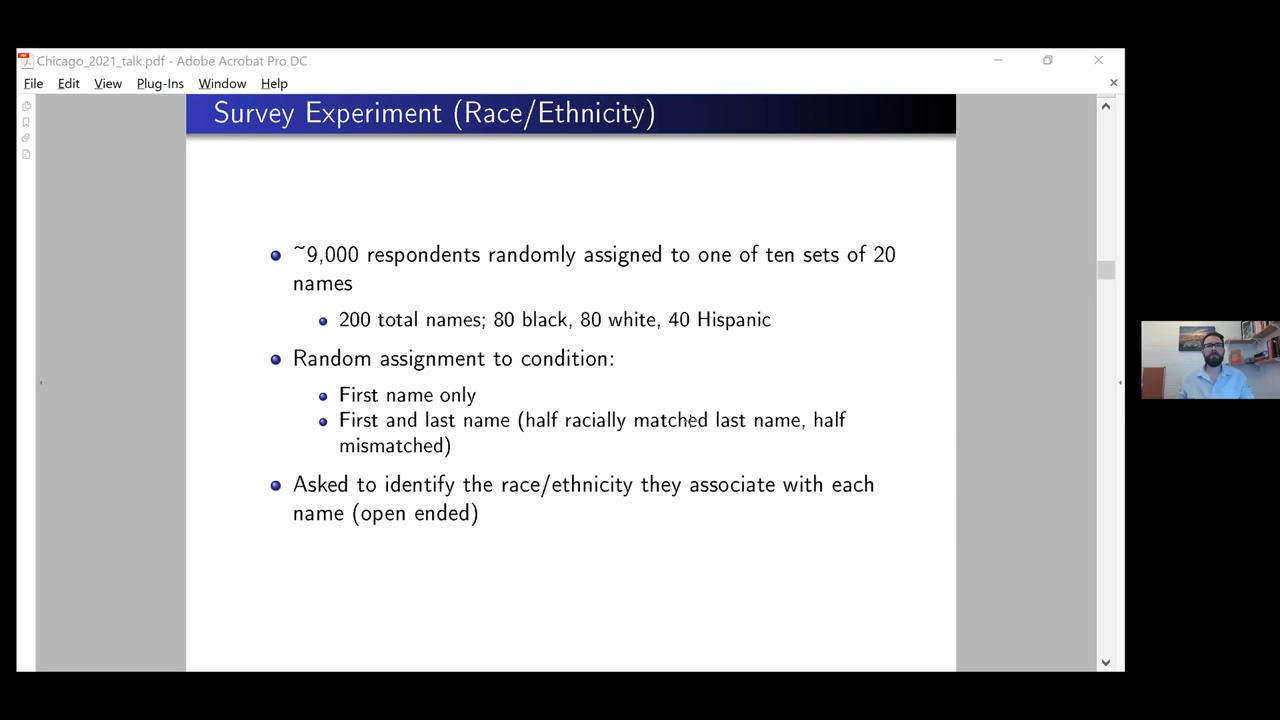 Chicago_2021_talk.pdf - Adobe Acrobat Pro DC
File Edit View Plug-Ins Window Help
Survey Experiment (Race/Ethnicity)
~9,000 respondents randomly assigned to one of ten sets of 20
names
200 total names; 80 black, 80 white, 40 Hispanic
Random assignment to condition:
First name only
First and last name (half racially matched last name, half
mismatched)
Asked to identify the race/ethnicity they associate with each
name (open ended)